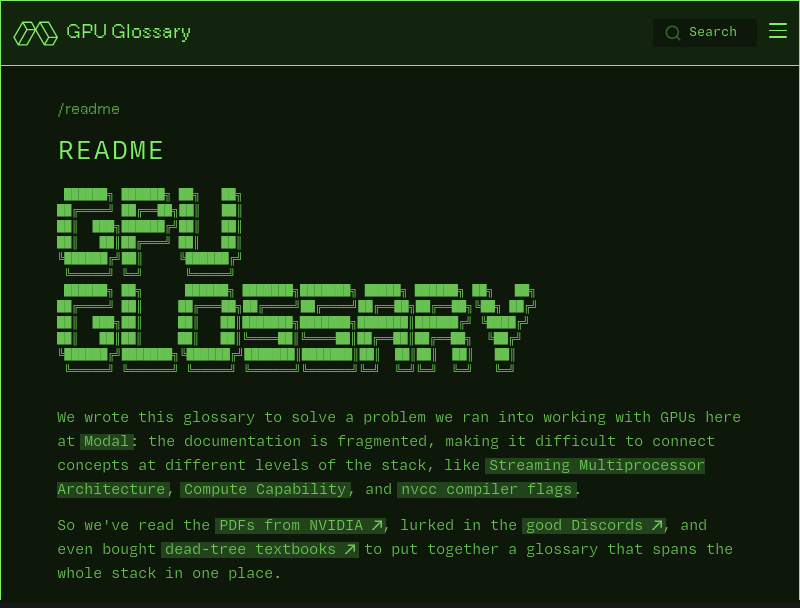 GPU Glossary
Search
/readme
README
GPU
GLOSSARY
We wrote this glossary to solve a problem we ran into working with GPUs here
at Modal: the documentation is fragmented, making it difficult to connect
concepts at different levels of the stack, like Streaming Multiprocessor
Architecture, Compute Capability, and nvcc compiler flags.
So we've read the PDFs from NVIDIA ↗, lurked in the good Discords ↗, and
even bought dead-tree textbooks ↗ to put together a glossary that spans the
whole stack in one place.